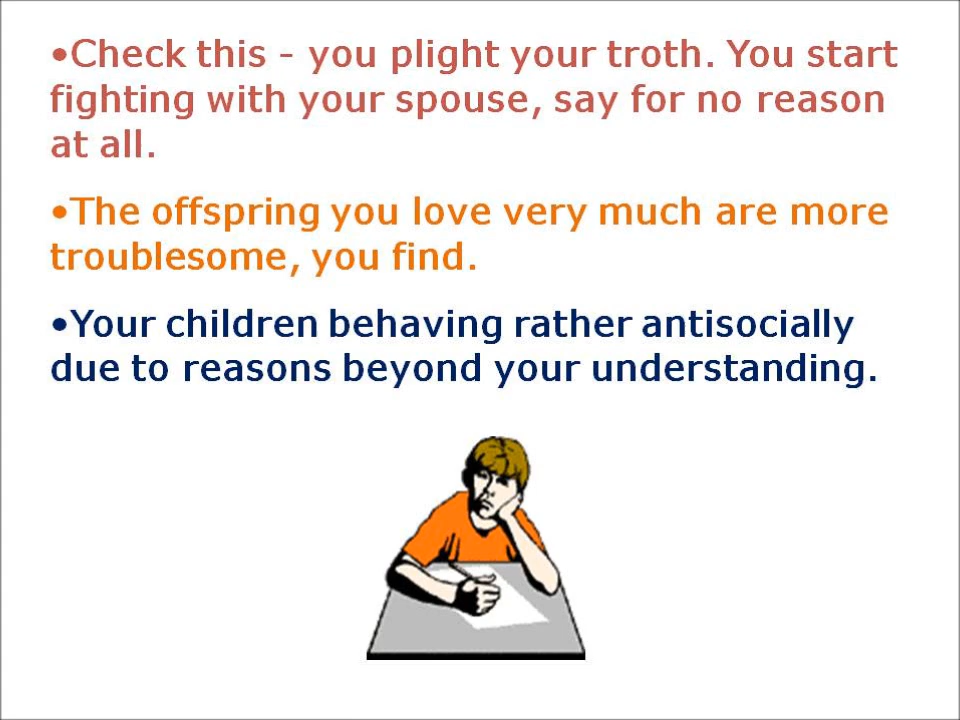 •Check this - you plight your troth. You start
fighting with your spouse, say for no reason
at all.
•The offspring you love very much are more
troublesome, you find.
•Your children behaving rather antisocially
due to reasons beyond your understanding.